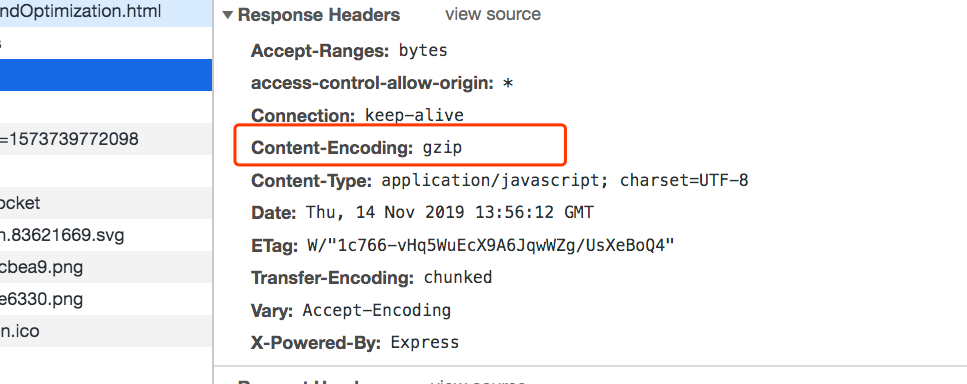 ndOptimization.html
Response Headers view source
Accept-Ranges: bytes
access-control-allow-origin: *
Connection: keep-alive
=1573739772098
Content-Encoding: gzip
Content-Type: application/javascript; charset=UTF-8
ocket
Date: Thu, 14 Nov 2019 13:56:12 GMT
n.83621669.svg
ETag: W/"1c766-vHq5WuEcX9A6JqwWZg/UsXeBoQ4"
cbea9.png
Transfer-Encoding: chunked
e6330.png
Vary: Accept-Encoding
n.ico
X-Powered-By: Express